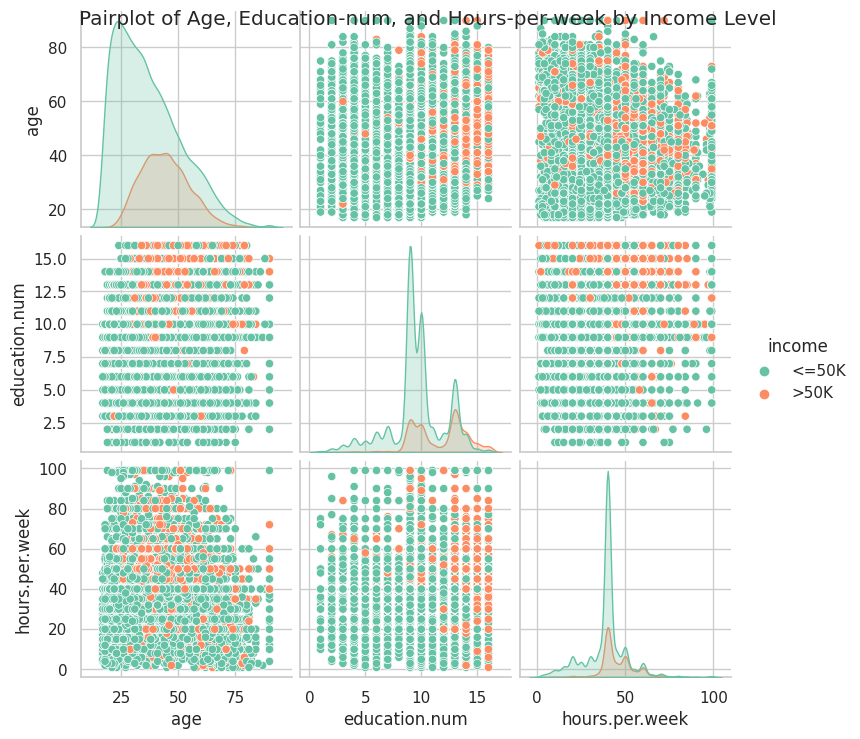 Pairplot of Age, Education-num, and Hours-per-week by Income Level
80
60
40
20
age
15.0
12.5
10.0
7.5
5.0
2.5
education.num
income
<=50K
>50K
100
80
60
40
20
0
hours.per.week
25 50 75
0 5 10 15
0 50 100
age
education.num
hours.per.week